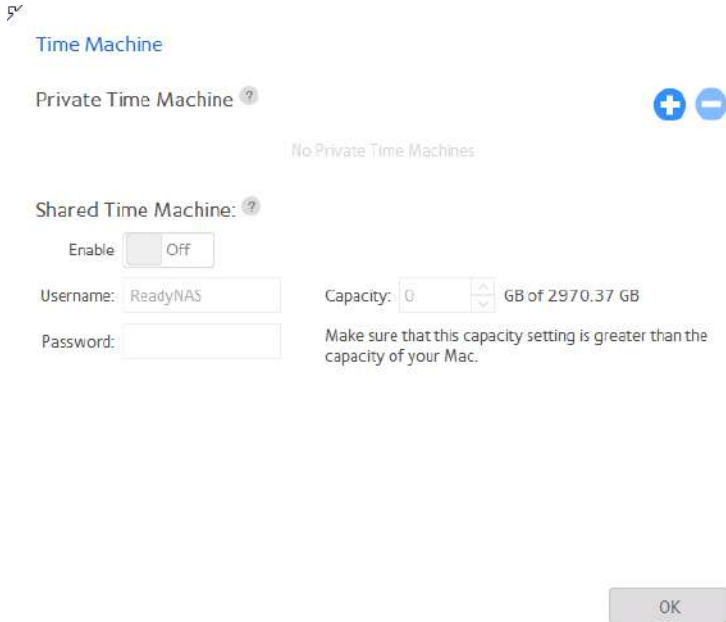 Time Machine
Private Time Machine ?
No Private Time Machines
Shared Time Machine: ?
Enable Off
Username: ReadyNAS Capacity: 0 GB of 2970.37 GB
Password: Make sure that this capacity setting is greater than the
capacity of your Mac.
OK